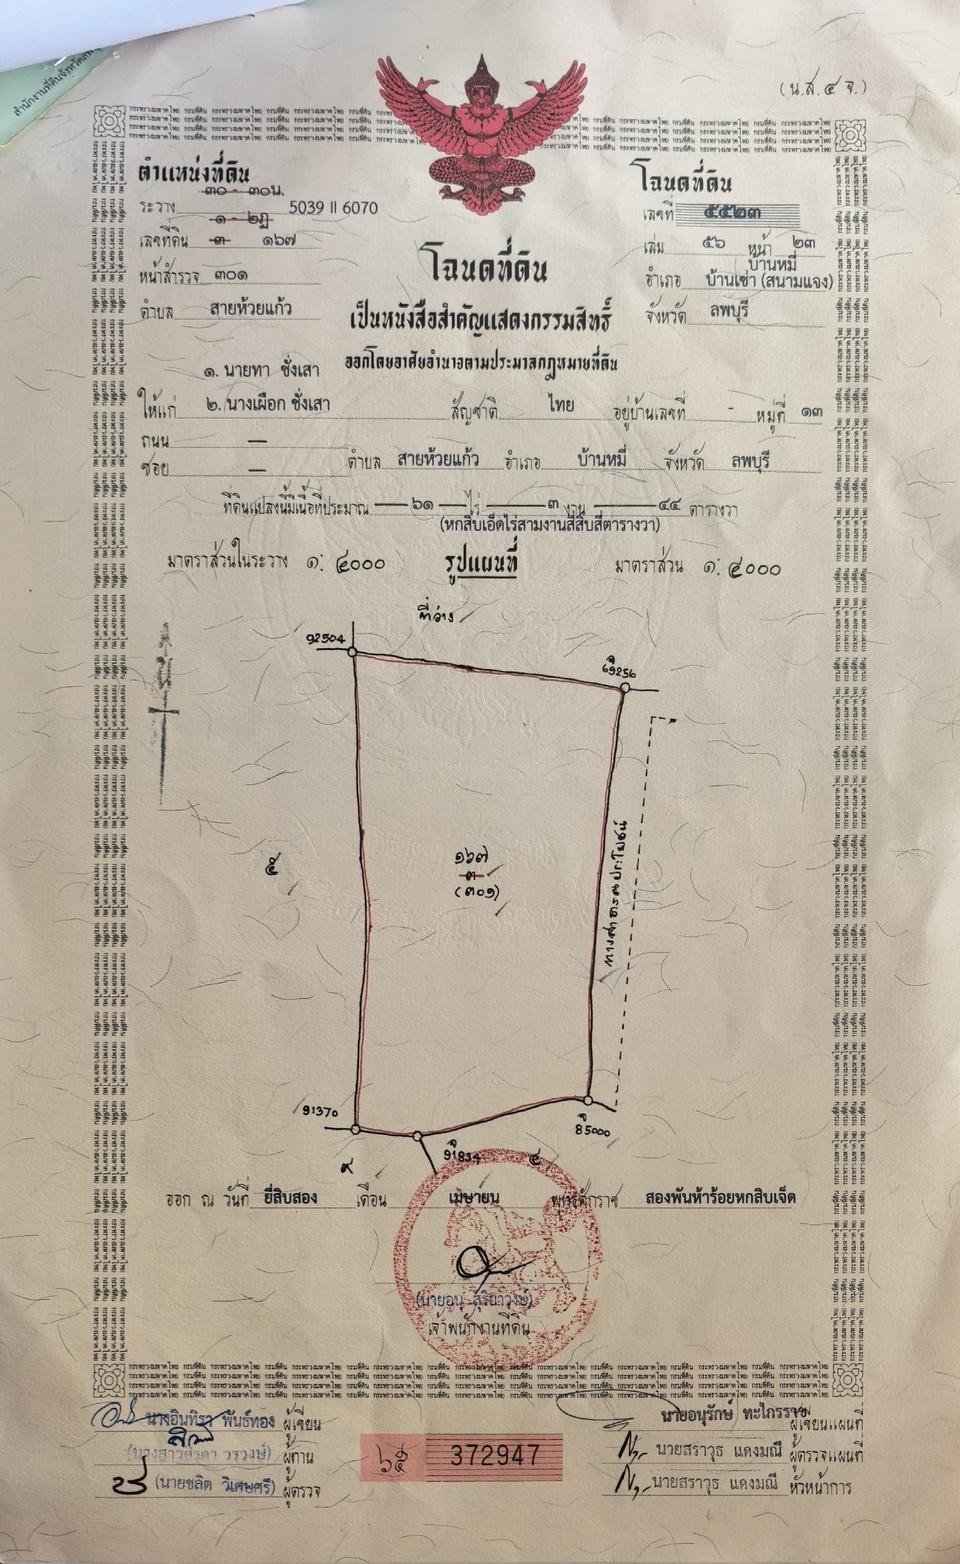 สำนักงานที่ดินจังหวัดลพบุรี
(น.ส.๔ จ.)
ตำแหน่งที่ดิน
๓๐ - ๓๐น.
ระวาง ๑ - ๒ฎ 5039 II 6070
เลขที่ดิน ๓ ๑๖๗
หน้าสำรวจ ๓๐๑
ตำบล สายห้วยแก้ว
โฉนดที่ดิน
เลขที่ ๕๕๒๓
เล่ม ๕๖ หน้า ๒๓
บ้านหมี่
อำเภอ บ้านเซ่า (สนามแจง)
จังหวัด ลพบุรี
โฉนดที่ดิน
เป็นหนังสือสำคัญแสดงกรรมสิทธิ์
ออกโดยอาศัยอำนาจตามประมวลกฎหมายที่ดิน
๑. นายทา ชั่งเสา
ให้แก่ ๒. นางเผือก ชั่งเสา สัญชาติ ไทย อยู่บ้านเลขที่ - หมู่ที่ ๑๓
ถนน —
ซอย — ตำบล สายห้วยแก้ว อำเภอ บ้านหมี่ จังหวัด ลพบุรี
ที่ดินแปลงนี้มีเนื้อที่ประมาณ ๖๑ ไร่ ๓ งาน ๔๔ ตารางวา
(หกสิบเอ็ดไร่สามงานสี่สิบสี่ตารางวา)
มาตราส่วนในระวาง ๑: ๔๐๐๐ รูปแผนที่ มาตราส่วน ๑: ๔๐๐๐
ที่ว่าง
92504
69256
๕
๑๖๗
๓
(๓๐๑)
ทางสาธารณประโยชน์
91370
85000
91834
๙ ๔
ออก ณ วันที่ ยี่สิบสอง เดือน เมษายน พุทธศักราช สองพันห้าร้อยหกสิบเจ็ด
(นายอนุ สุริยาวงษ์)
เจ้าพนักงานที่ดิน
นางอินทิรา พันธ์ทอง ผู้เขียน
วรวงษ์) ผู้ทาน
(นายชลิต วิเศษศรี) ผู้ตรวจ
๖๕ 372947
นายอนุรักษ์ ทะไกรราช ผู้เขียนแผนที่
นายสราวุธ แดงมณี ผู้ตรวจแผนที่
นายสราวุธ แดงมณี หัวหน้าการ